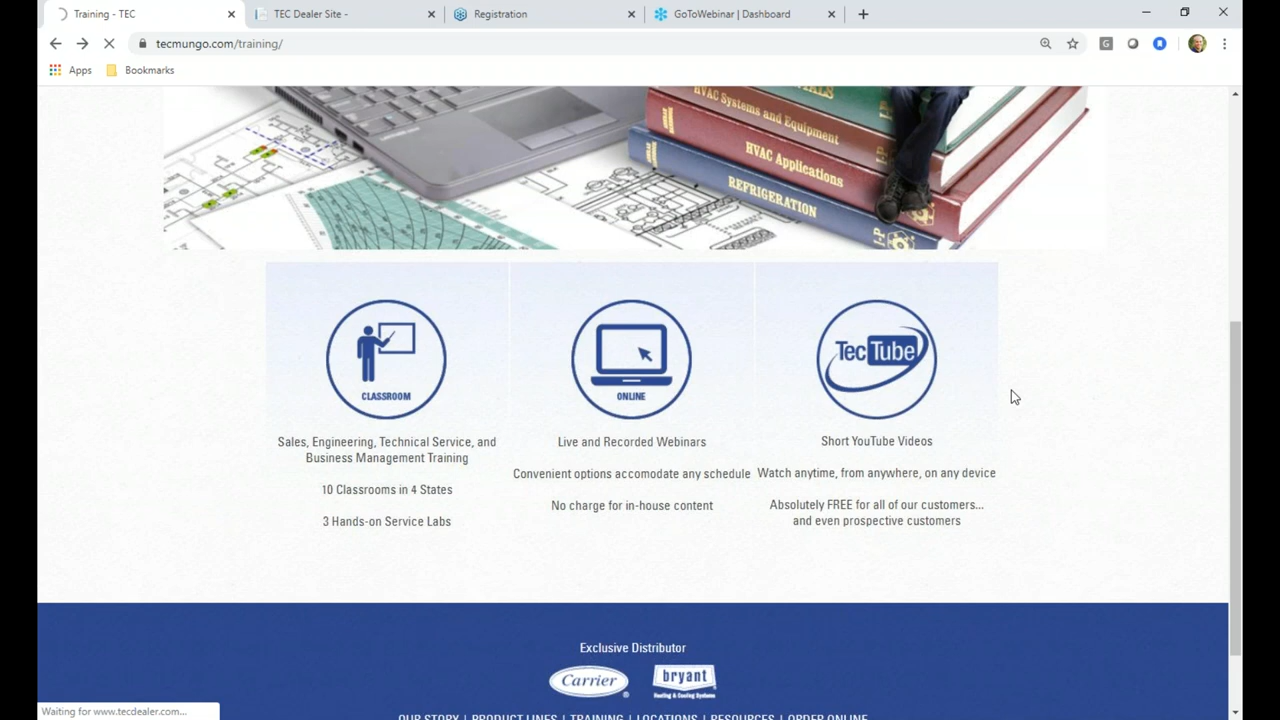 Training - TEC
TEC Dealer Site -
Registration
GoToWebinar | Dashboard
tecmungo.com/training/
G
Apps
Bookmarks
HVAC Systems and Equipment
HVAC Applications
REFRIGERATION
I-P
CLASSROOM
ONLINE
TecTube
Sales, Engineering, Technical Service, and
Business Management Training
10 Classrooms in 4 States
3 Hands-on Service Labs
Live and Recorded Webinars
Convenient options accomodate any schedule
No charge for in-house content
Short YouTube Videos
Watch anytime, from anywhere, on any device
Absolutely FREE for all of our customers...
and even prospective customers
Exclusive Distributor
Carrier
bryant
Heating & Cooling Systems
Waiting for www.tecdealer.com...
OUR STORY | PRODUCT LINES | TRAINING | LOCATIONS | RESOURCES | ORDER ONLINE